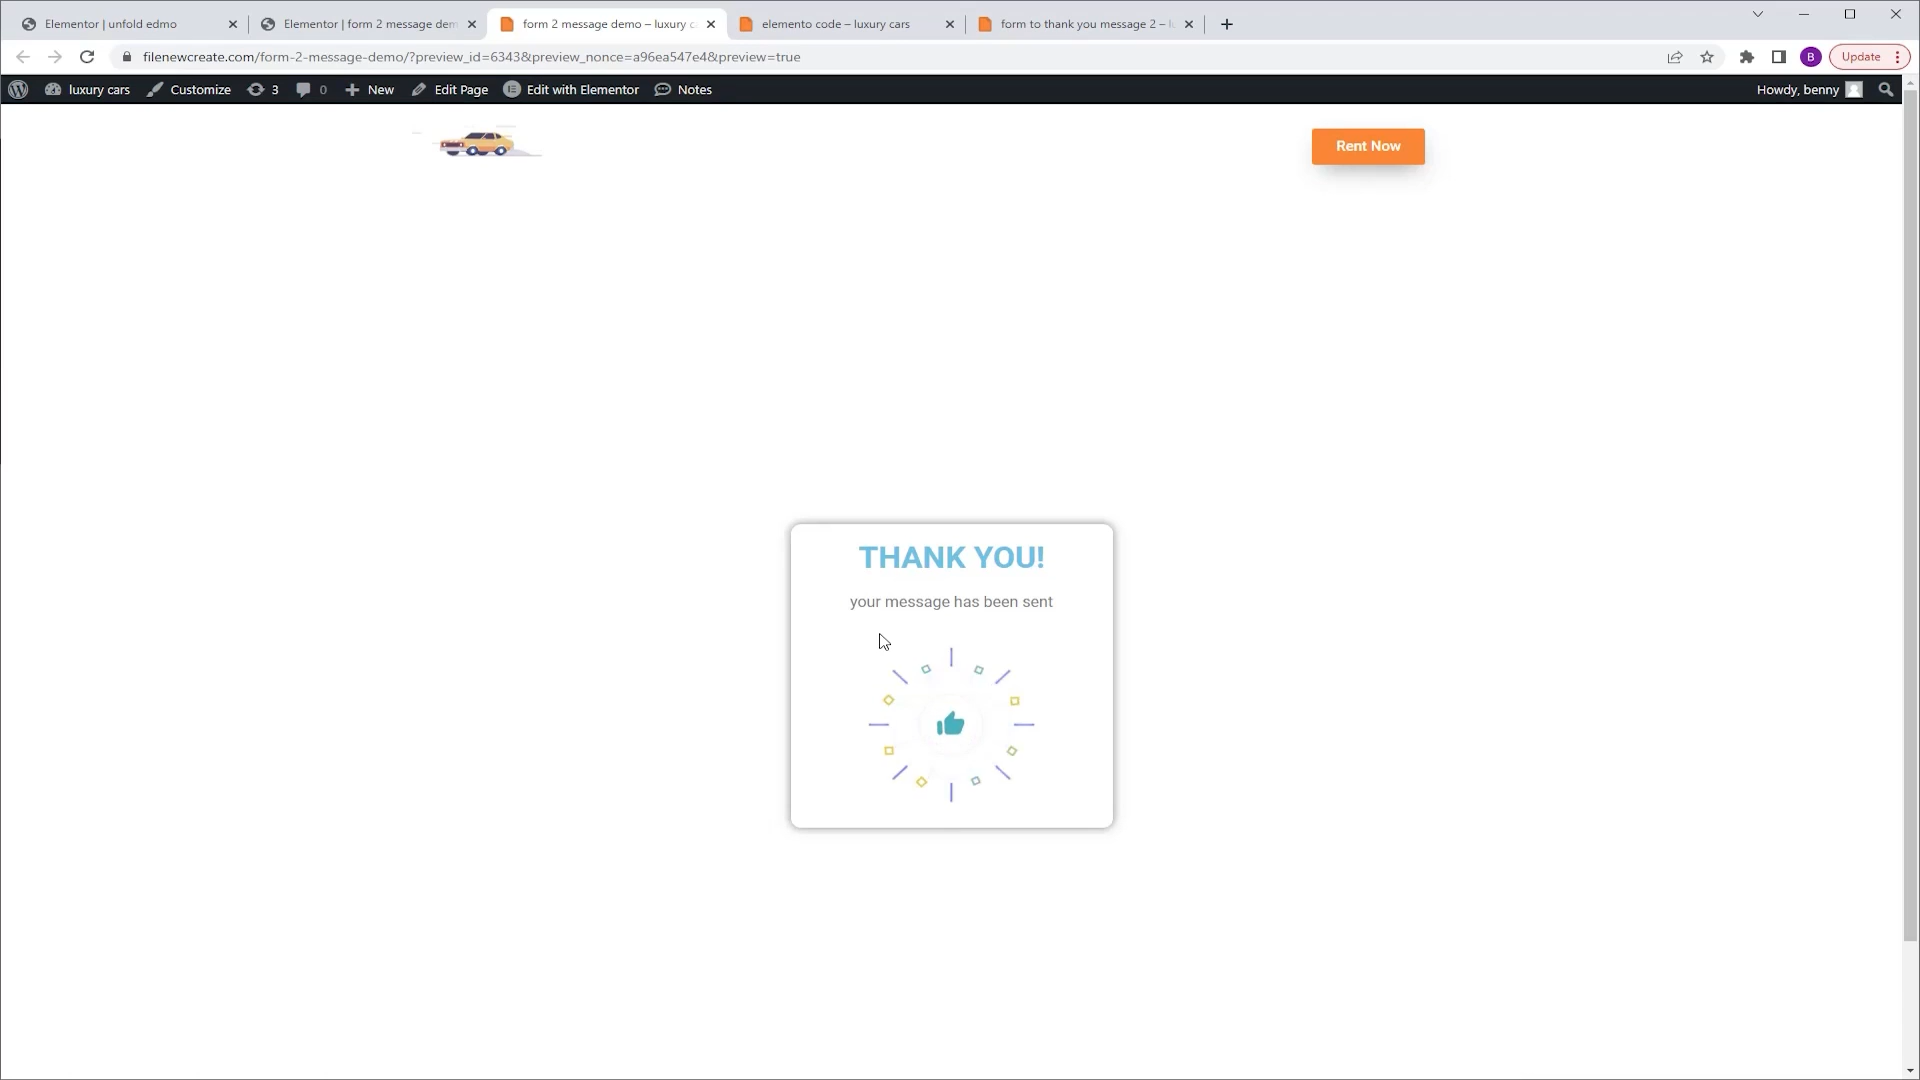 Elementor | unfold edmo
Elementor | form 2 message dem
form 2 message demo – luxury c
elemento code – luxury cars
form to thank you message 2 – l
filenewcreate.com/form-2-message-demo/?preview_id=6343&preview_nonce=a96ea547e4&preview=true
B
Update
luxury cars
Customize
3
0
New
Edit Page
Edit with Elementor
Notes
Howdy, benny
Rent Now
THANK YOU!
your message has been sent